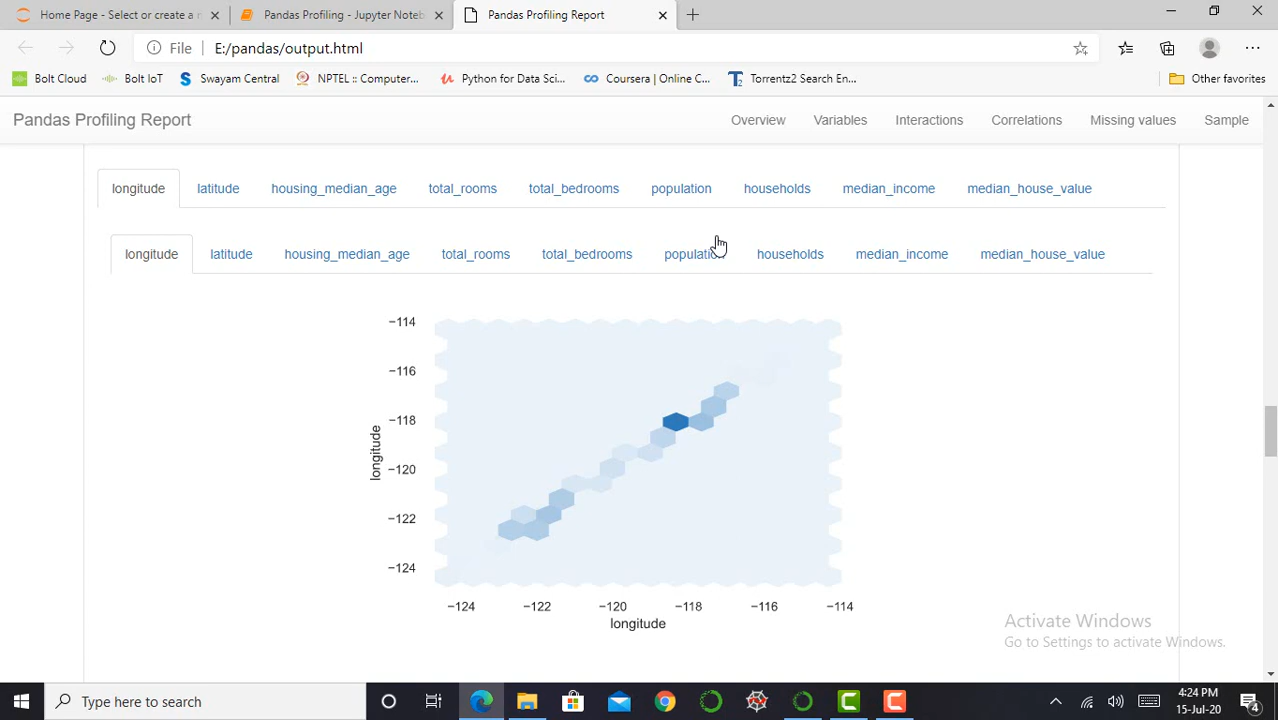 Home Page - Select or create a n
Pandas Profiling - Jupyter Noteb
Pandas Profiling Report
File
E:/pandas/output.html
Bolt Cloud
Bolt IoT
Swayam Central
NPTEL :: Computer...
Python for Data Sci...
Coursera | Online C...
Torrentz2 Search En...
Other favorites
Pandas Profiling Report
Overview
Variables
Interactions
Correlations
Missing values
Sample
longitude latitude housing_median_age total_rooms total_bedrooms population households median_income median_house_value
longitude latitude housing_median_age total_rooms total_bedrooms population households median_income median_house_value
−114
−116
−118
−120
−122
−124
longitude
−124 −122 −120 −118 −116 −114
longitude
Activate Windows
Go to Settings to activate Windows.
Type here to search
4:24 PM
15-Jul-20
4